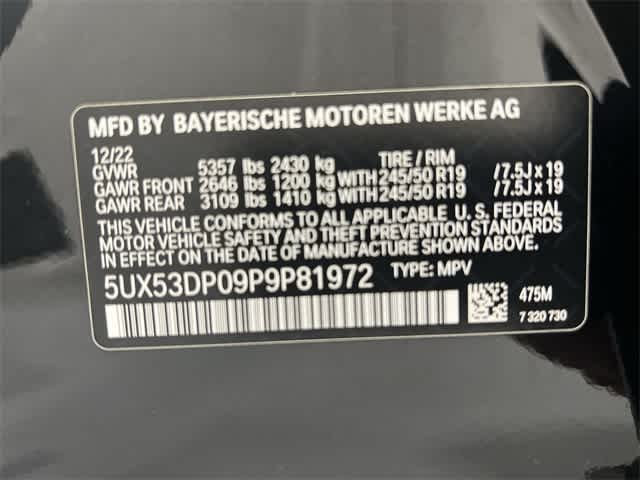 MFD BY BAYERISCHE MOTOREN WERKE AG
12/22
GVWR 5357 lbs 2430 kg TIRE / RIM
GAWR FRONT 2646 lbs 1200 kg WITH 245/50 R19 /7.5J x 19
GAWR REAR 3109 lbs 1410 kg WITH 245/50 R19 /7.5J x 19
THIS VEHICLE CONFORMS TO ALL APPLICABLE U. S. FEDERAL
MOTOR VEHICLE SAFETY AND THEFT PREVENTION STANDARDS
IN EFFECT ON THE DATE OF MANUFACTURE SHOWN ABOVE.
5UX53DP09P9P81972 TYPE: MPV
475M
7 320 730